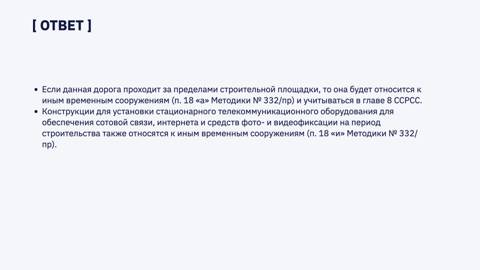 [ ОТВЕТ ]
• Если данная дорога проходит за пределами строительной площадки, то она будет относится к
иным временным сооружениям (п. 18 «а» Методики № 332/пр) и учитываться в главе 8 ССРСС.
• Конструкции для установки стационарного телекоммуникационного оборудования для
обеспечения сотовой связи, интернета и средств фото- и видеофиксации на период
строительства также относятся к иным временным сооружениям (п. 18 «и» Методики № 332/
пр).